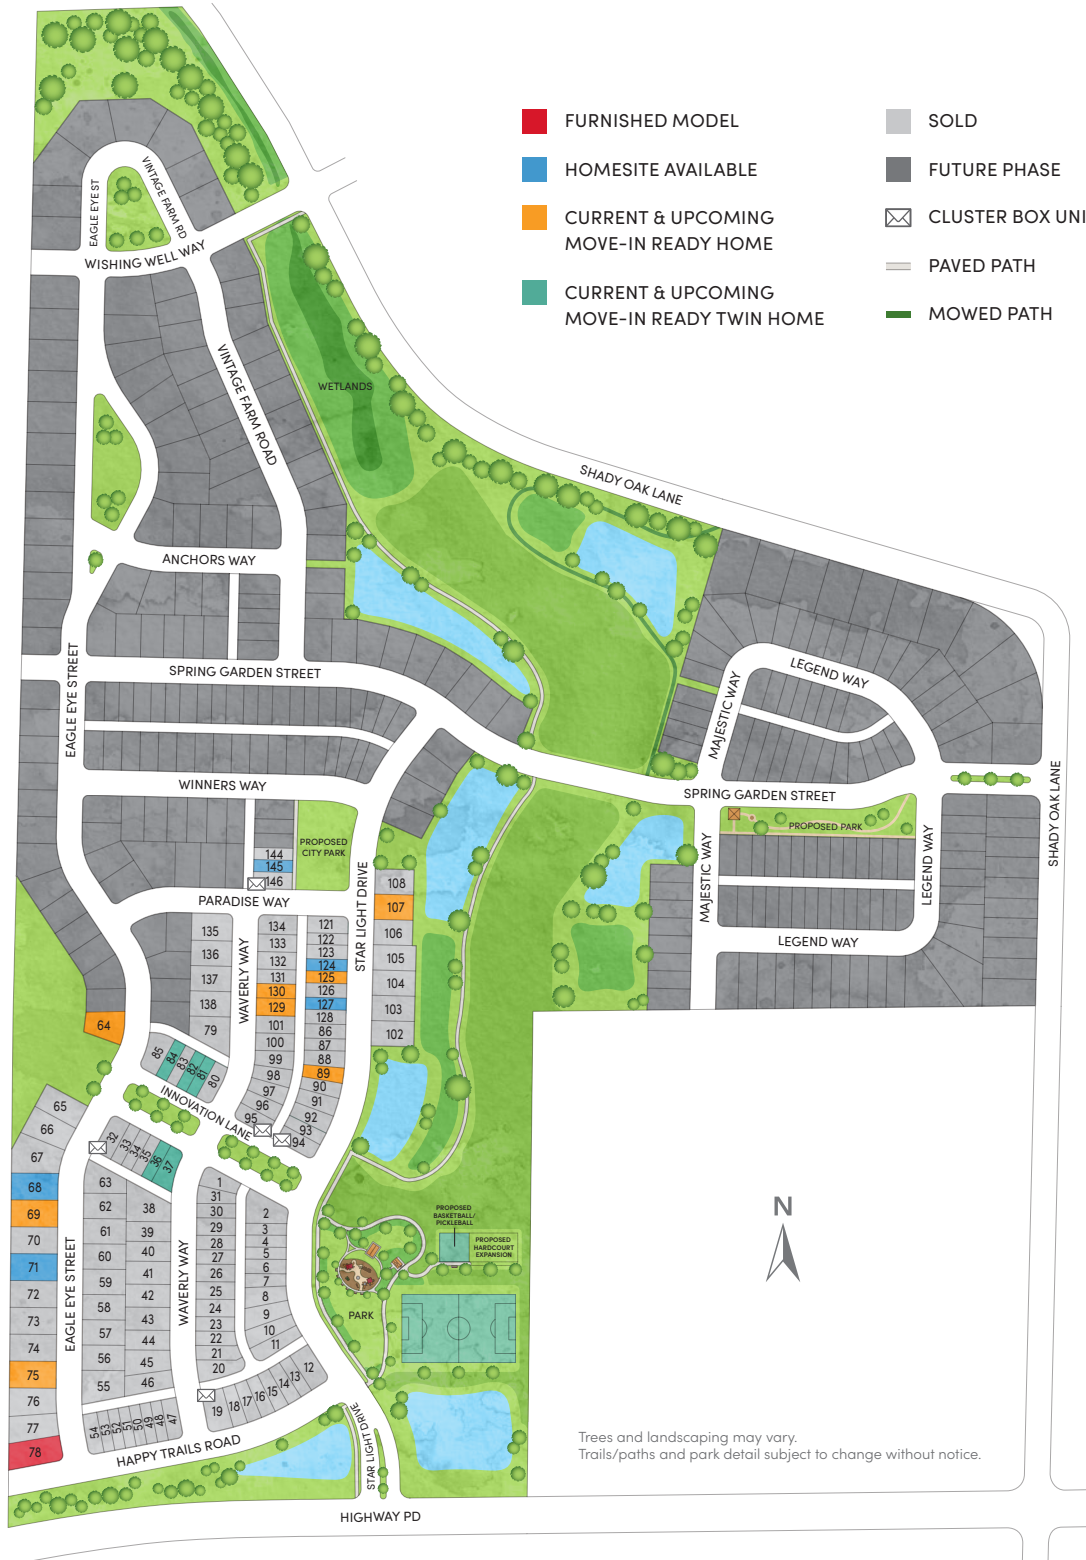 FURNISHED MODEL
HOMESITE AVAILABLE
CURRENT & UPCOMING
MOVE-IN READY HOME
CURRENT & UPCOMING
MOVE-IN READY TWIN HOME
SOLD
FUTURE PHASE
CLUSTER BOX UNI
PAVED PATH
MOWED PATH
EAGLE EYE ST
VINTAGE FARM RD
WISHING WELL WAY
VINTAGE FARM ROAD
WETLANDS
SHADY OAK LANE
ANCHORS WAY
SPRING GARDEN STREET
EAGLE EYE STREET
WINNERS WAY
LEGEND WAY
MAJESTIC WAY
SPRING GARDEN STREET
SHADY OAK LANE
PROPOSED PARK
MAJESTIC WAY
LEGEND WAY
LEGEND WAY
PROPOSED
CITY PARK
144
145
146
PARADISE WAY
STAR LIGHT DRIVE
108
107
106
105
104
103
102
135
136
137
138
79
WAVERLY WAY
134
133
132
131
130
129
101
100
99
98
97
96
95
121
122
123
124
125
126
127
128
86
87
88
89
90
91
92
93
94
64
85
84
83
82
81
80
INNOVATION LANE
65
66
67
68
69
70
71
72
73
74
75
76
77
78
32
33
34
35
36
37
63
62
61
60
59
58
57
56
55
38
39
40
41
42
43
44
45
46
EAGLE EYE STREET
WAVERLY WAY
1
31
30
29
28
27
26
25
24
23
22
21
20
2
3
4
5
6
7
8
9
10
11
12
13
14
15
16
17
18
19
54
53
52
51
50
49
48
47
HAPPY TRAILS ROAD
PROPOSED
BASKETBALL/
PICKLEBALL
PROPOSED
HARDCOURT
EXPANSION
PARK
STAR LIGHT DRIVE
HIGHWAY PD
N
Trees and landscaping may vary.
Trails/paths and park detail subject to change without notice.